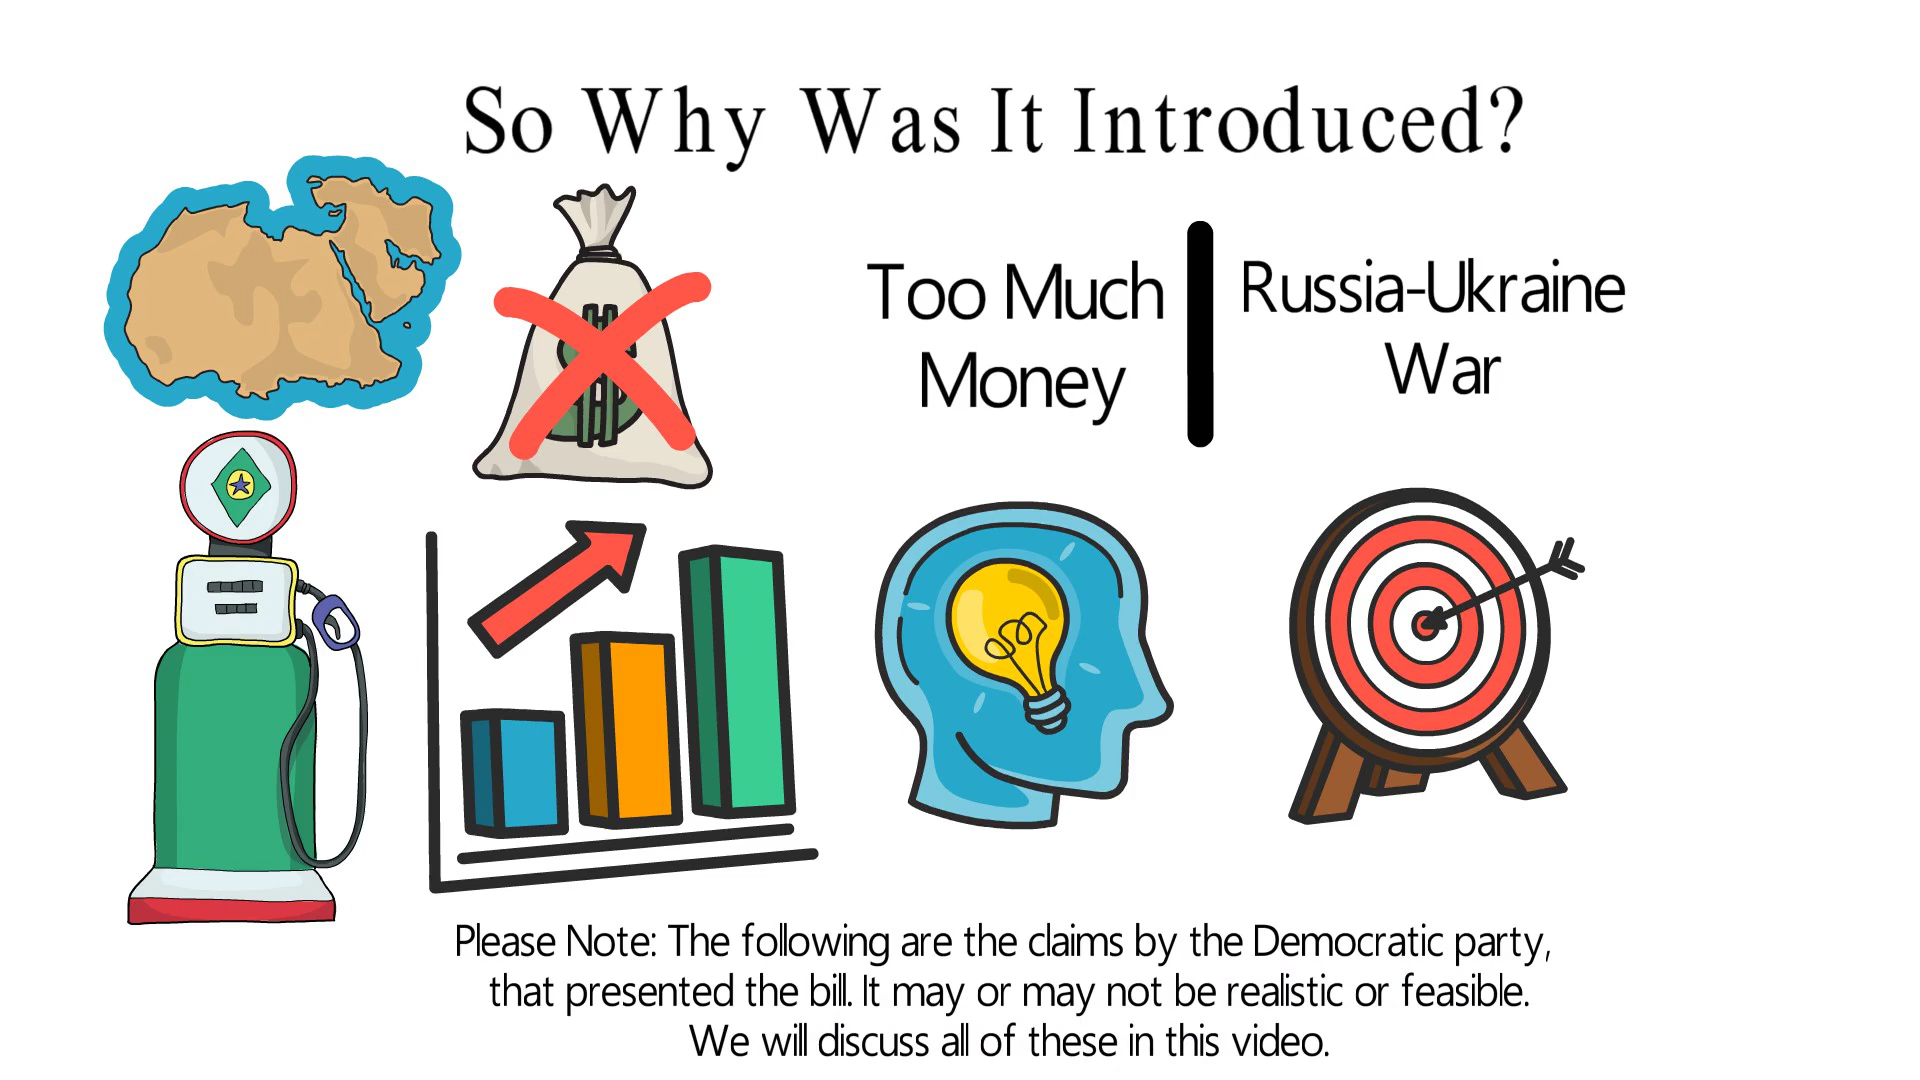 So Why Was It Introduced?
Too Much
Money
Russia-Ukraine
War
Please Note: The following are the claims by the Democratic party,
that presented the bill. It may or may not be realistic or feasible.
We will discuss all of these in this video.